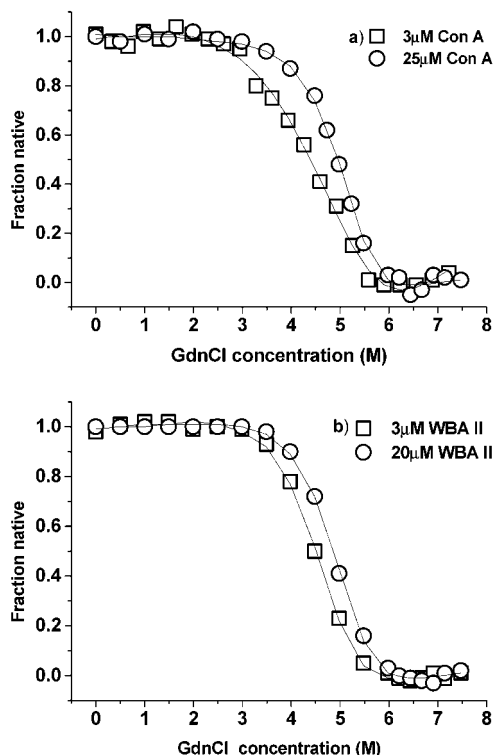 a) 3μM Con A
25μM Con A
Fraction native
1.0
0.8
0.6
0.4
0.2
0.0
0 1 2 3 4 5 6 7 8
GdnCl concentration (M)
b) 3μM WBA II
20μM WBA II
Fraction native
1.0
0.8
0.6
0.4
0.2
0.0
0 1 2 3 4 5 6 7 8
GdnCl concentration (M)